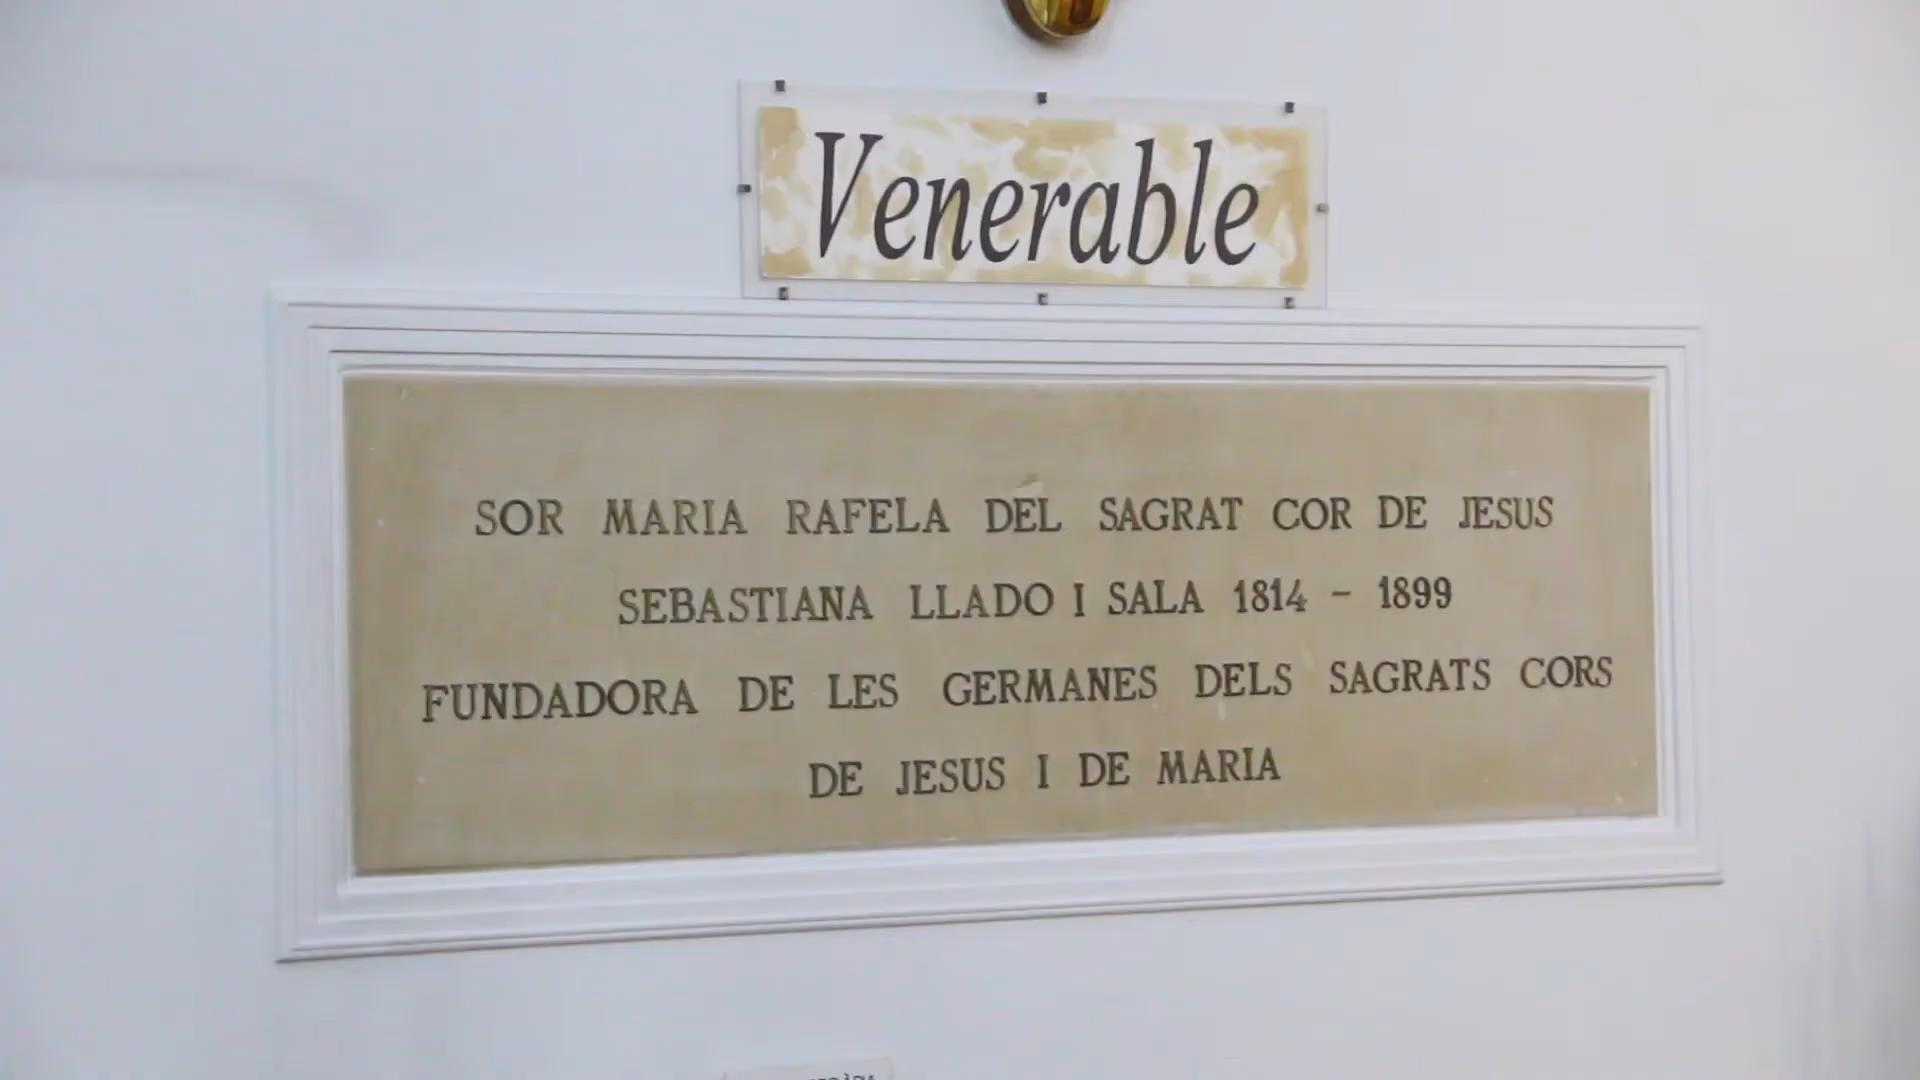 Venerable
SOR MARIA RAFELA DEL SAGRAT COR DE JESUS
SEBASTIANA LLADO I SALA 1814 - 1899
FUNDADORA DE LES GERMANES DELS SAGRATS CORS
DE JESUS I DE MARIA